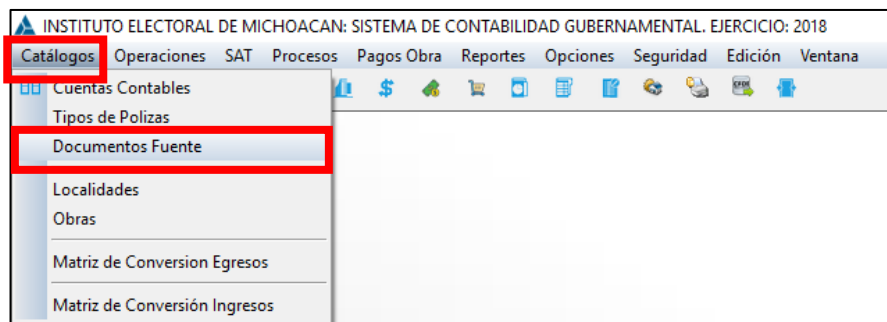 INSTITUTO ELECTORAL DE MICHOACAN: SISTEMA DE CONTABILIDAD GUBERNAMENTAL. EJERCICIO: 2018
Catálogos Operaciones SAT Procesos Pagos Obra Reportes Opciones Seguridad Edición Ventana
Cuentas Contables
Tipos de Polizas
Documentos Fuente
Localidades
Obras
Matriz de Conversion Egresos
Matriz de Conversión Ingresos